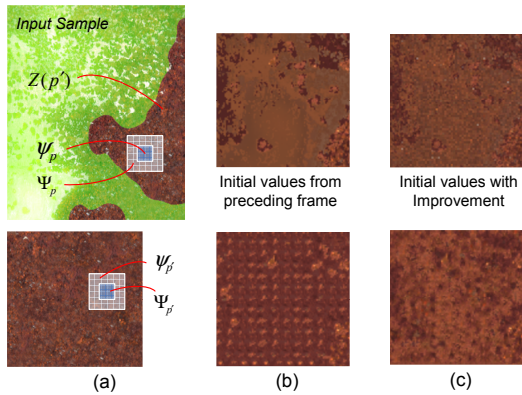 Input Sample
Z(p′)
ψp
Ψp
Initial values from
preceding frame
Initial values with
Improvement
ψp′
Ψp′
(a)
(b)
(c)